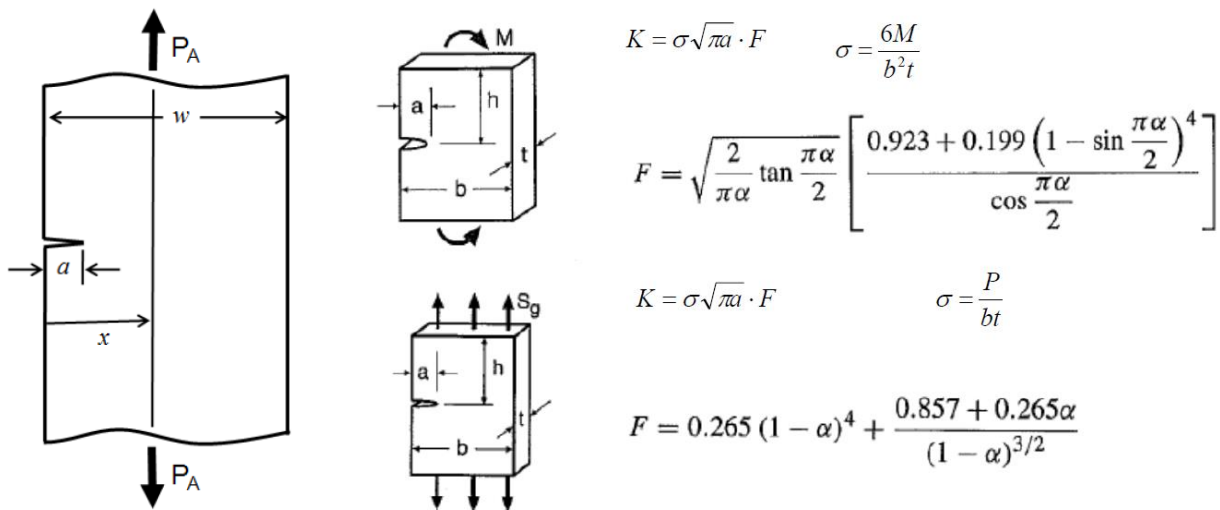 P_A
w
a
x
P_A
M
a
h
t
b
S_g
a
h
t
b
K = σ√(πa) · F
σ = 6M / (b²t)
F = √((2/(πα)) tan (πα/2)) [(0.923 + 0.199 (1 − sin (πα/2))⁴) / (cos (πα/2))]
K = σ√(πa) · F
σ = P / (bt)
F = 0.265 (1 − α)⁴ + (0.857 + 0.265α) / (1 − α)^{3/2}